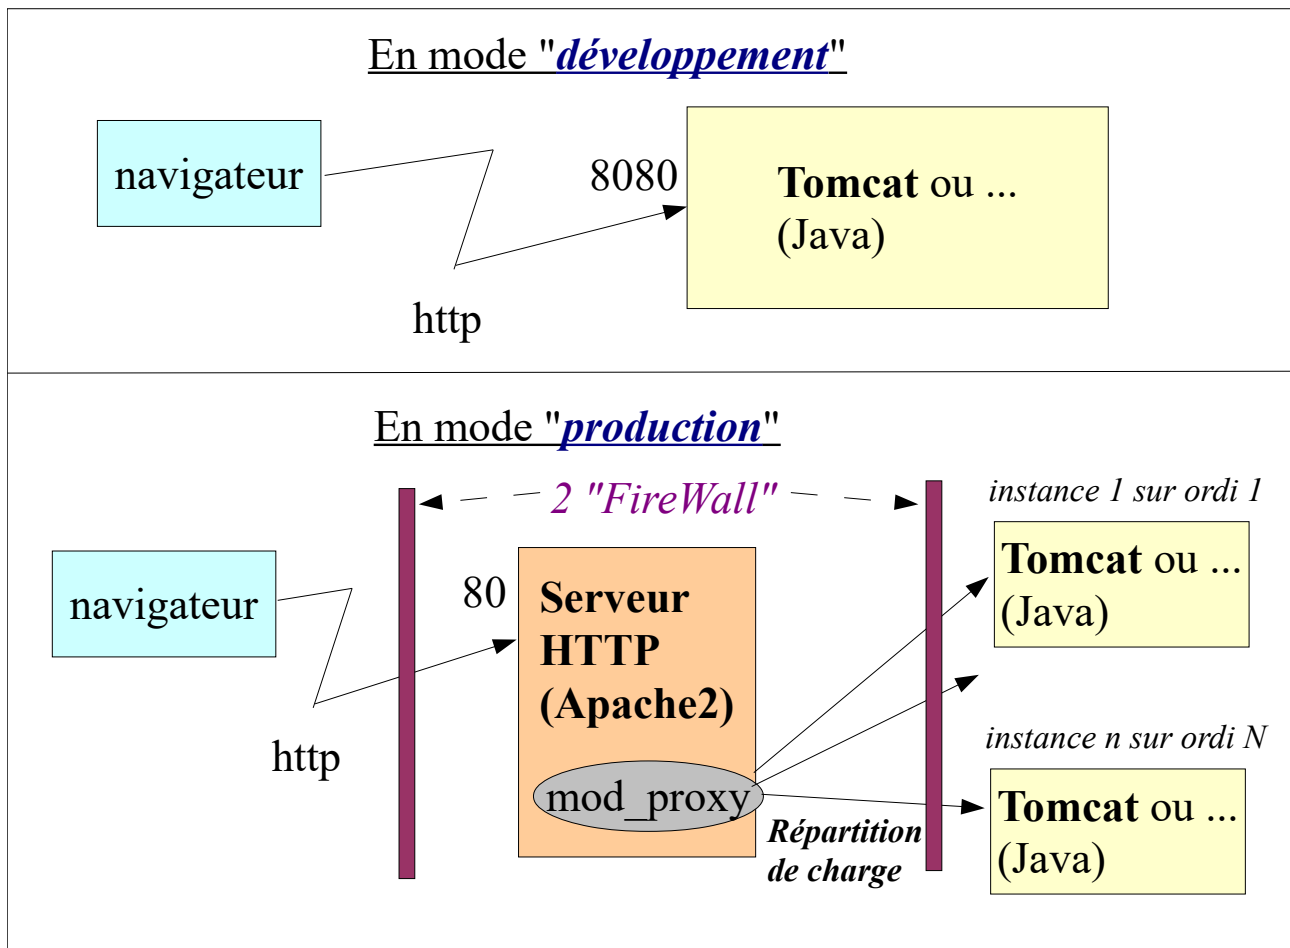 En mode "développement"
navigateur
8080
Tomcat ou ...
(Java)
http
En mode "production"
2 "FireWall"
instance 1 sur ordi 1
navigateur
80
Serveur
HTTP
(Apache2)
Tomcat ou ...
(Java)
http
mod_proxy
Répartition
de charge
instance n sur ordi N
Tomcat ou ...
(Java)